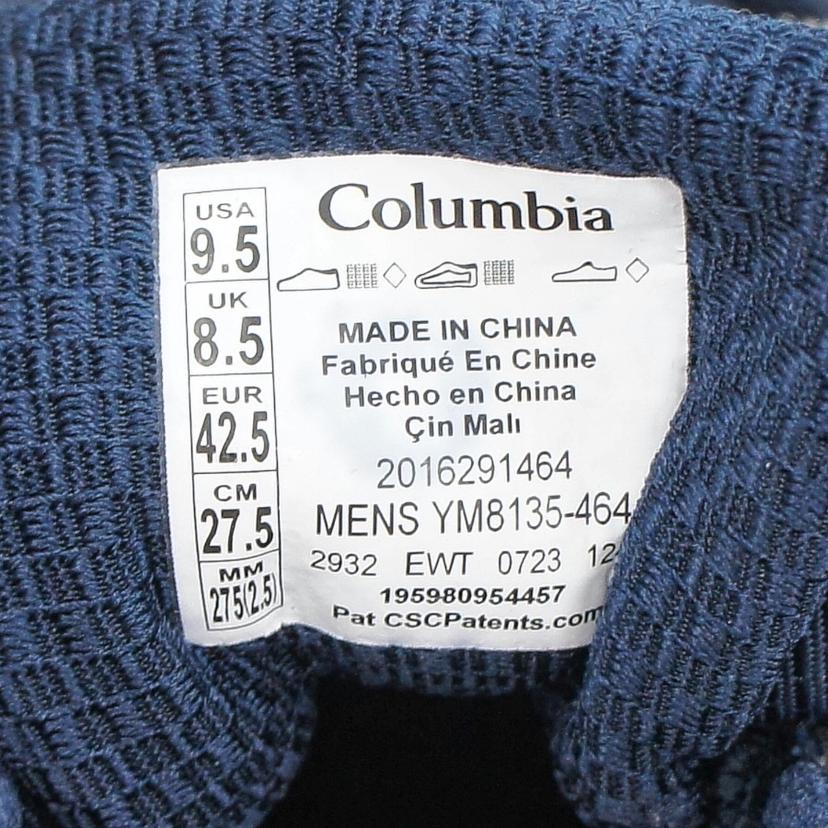 USA
9.5
UK
8.5
EUR
42.5
CM
27.5
MM
275(2.5)
Columbia
MADE IN CHINA
Fabriqué En Chine
Hecho en China
Çin Malı
2016291464
MENS YM8135-464
2932 EWT 0723
195980954457
Pat CSCPatents.com